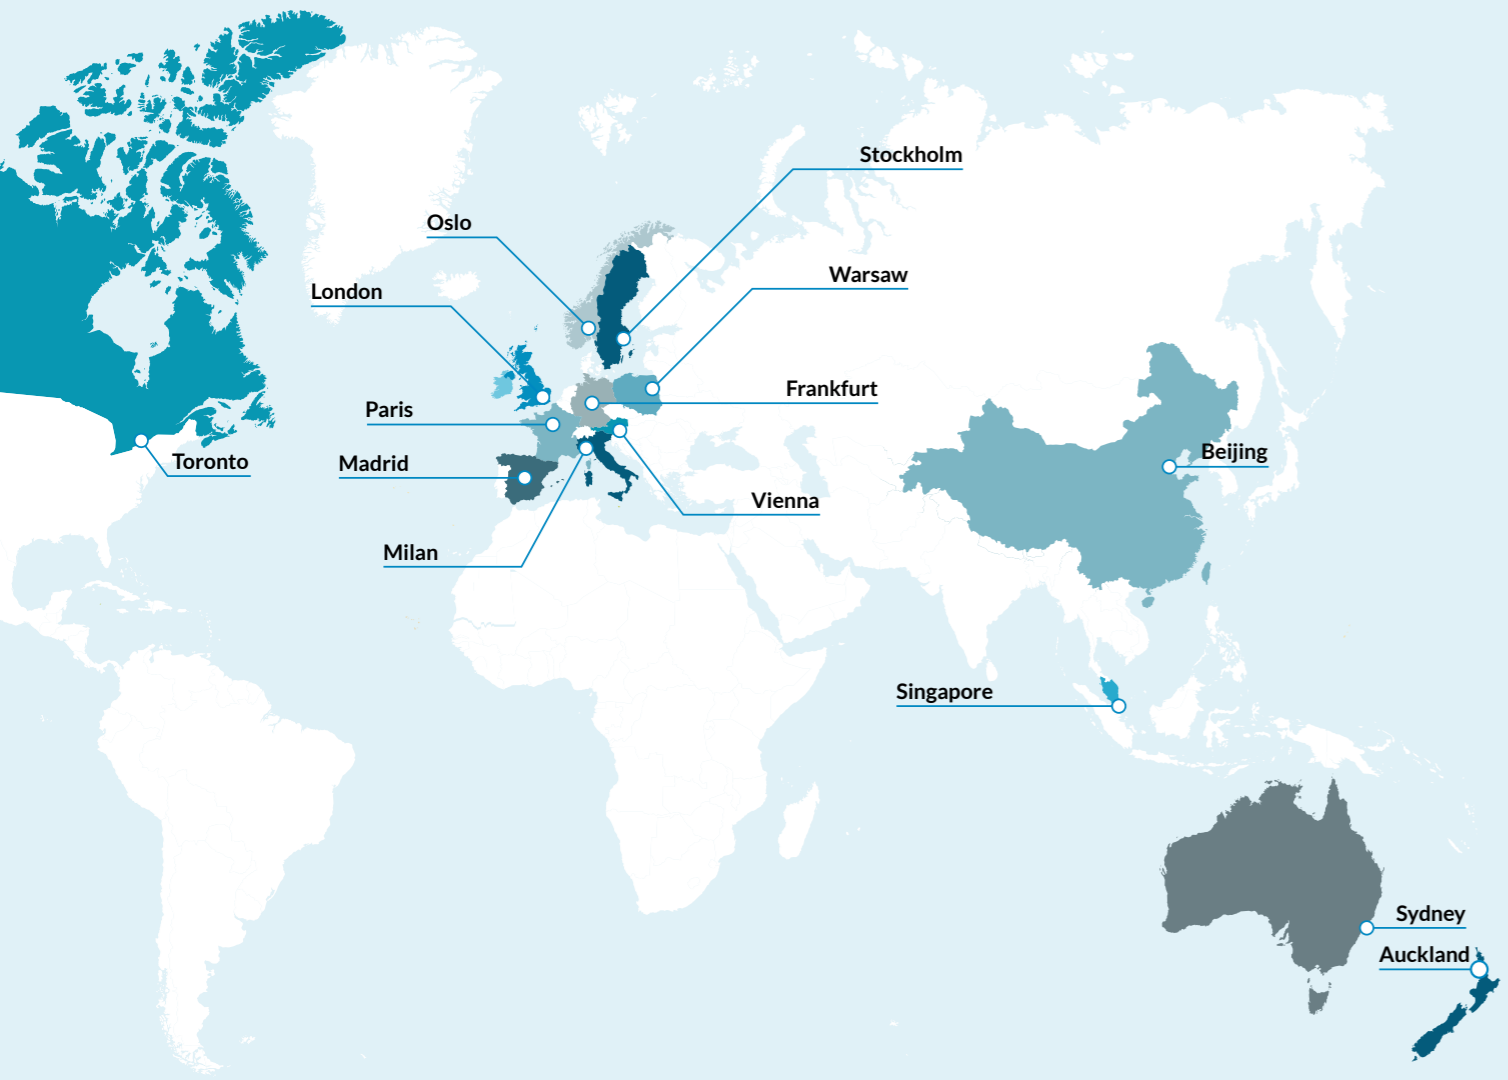 Stockholm
Oslo
Warsaw
London
Frankfurt
Paris
Beijing
Toronto
Madrid
Vienna
Milan
Singapore
Sydney
Auckland